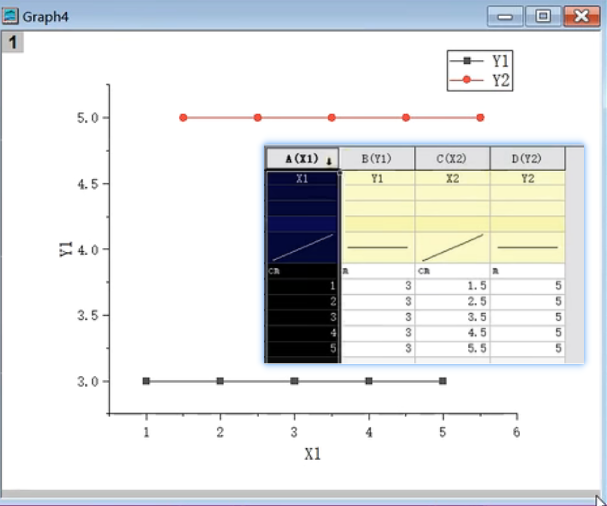 Graph4
1
Y1
Y2
5.0
4.5
4.0
3.5
3.0
Y1
A(X1) B(Y1) C(X2) D(Y2)
X1 Y1 X2 Y2
cm m cm m
1 3 1.5 5
2 3 2.5 5
3 3 3.5 5
4 3 4.5 5
5 3 5.5 5
1 2 3 4 5 6
X1